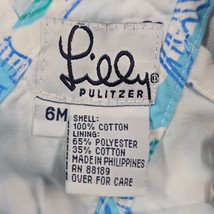 Lilly®
PULITZER
6M
SHELL:
100% COTTON
LINING:
65% POLYESTER
35% COTTON
MADE IN PHILIPPINES
RN 88189
OVER FOR CARE